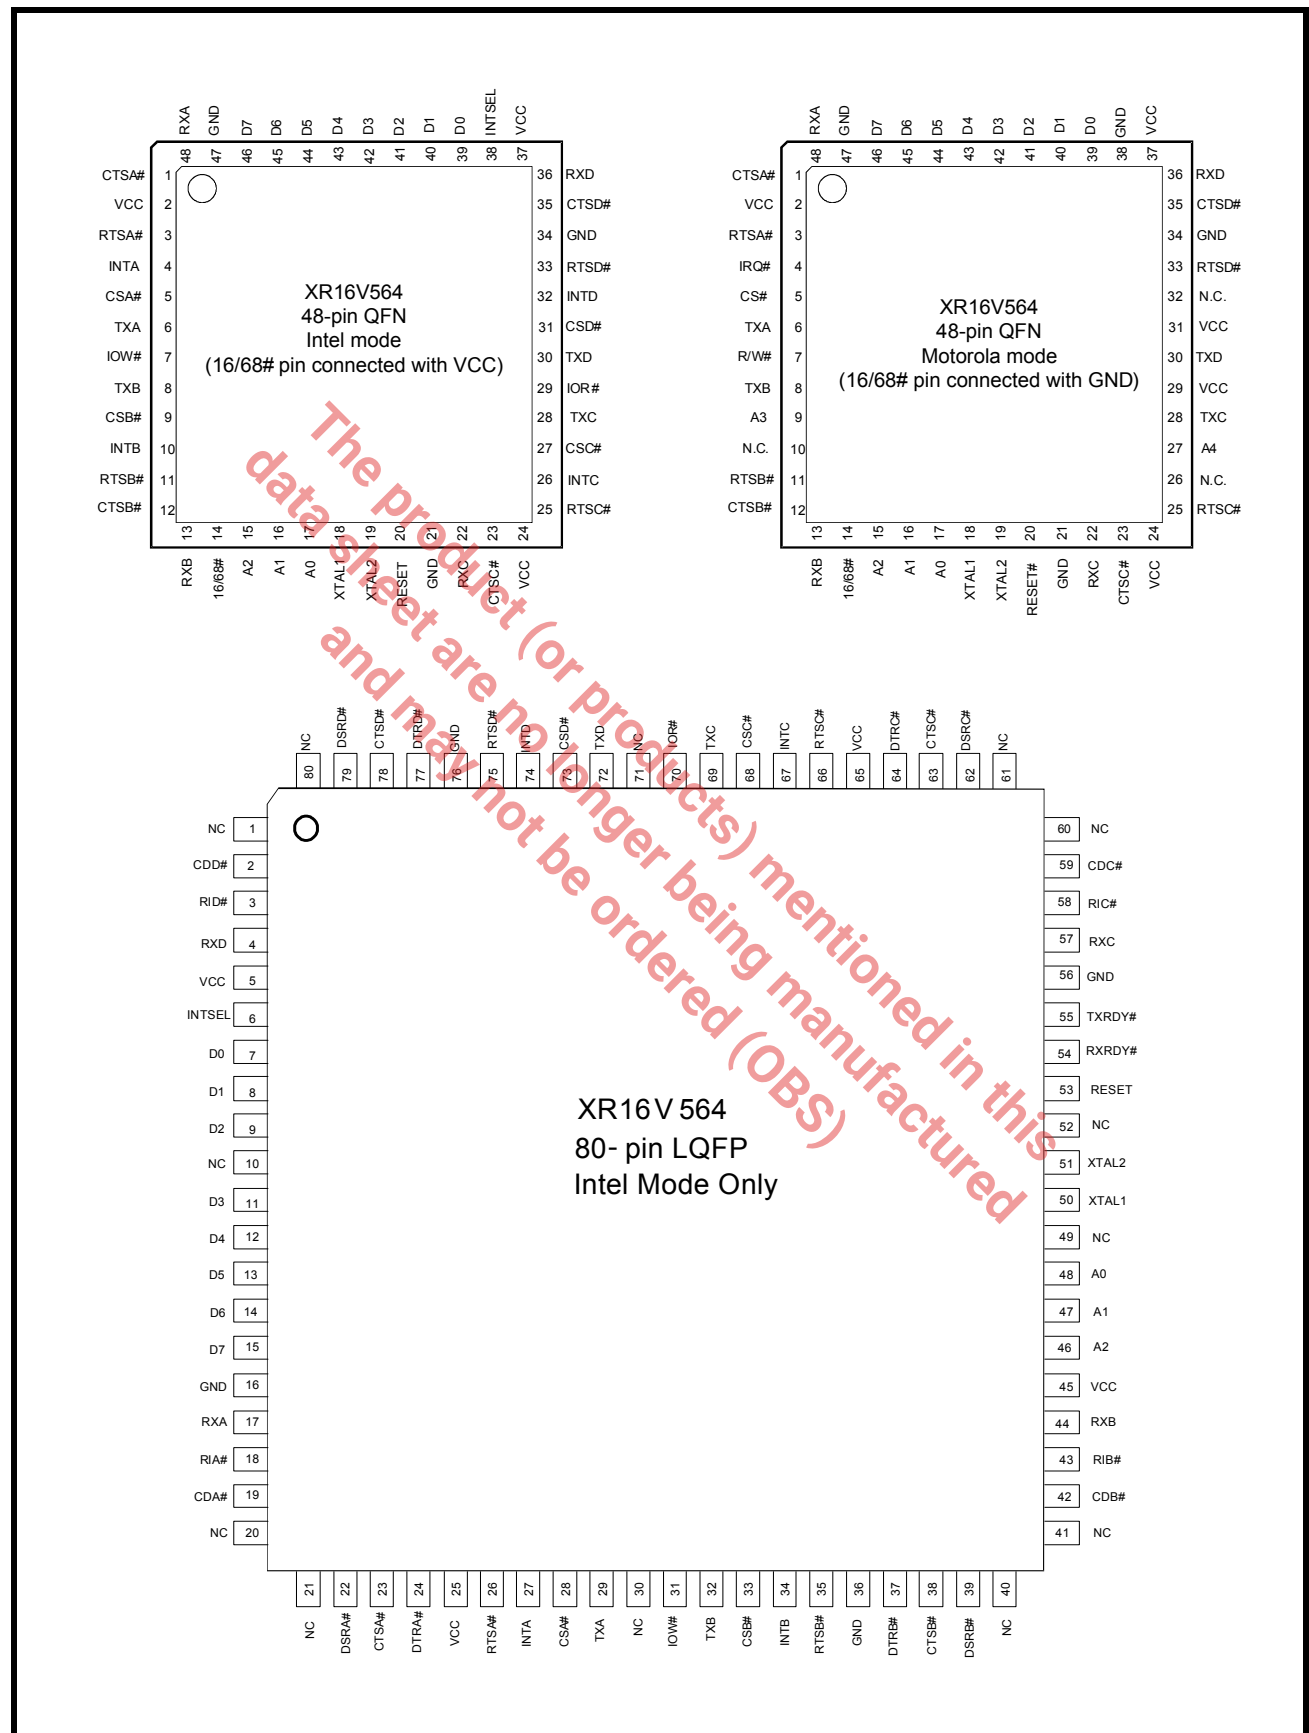 RXA GND D7 D6 D5 D4 D3 D2 D1 D0 INTSEL VCC
48 47 46 45 44 43 42 41 40 39 38 37
CTSA# 1 36 RXD
VCC 2 35 CTSD#
RTSA# 3 34 GND
INTA 4 33 RTSD#
CSA# 5 32 INTD
TXA 6 31 CSD#
IOW# 7 30 TXD
TXB 8 29 IOR#
CSB# 9 28 TXC
INTB 10 27 CSC#
RTSB# 11 26 INTC
CTSB# 12 25 RTSC#
XR16V564
48-pin QFN
Intel mode
(16/68# pin connected with VCC)
13 14 15 16 17 18 19 20 21 22 23 24
RXB 16/68# A2 A1 A0 XTAL1 XTAL2 RESET GND RXC CTSC# VCC
RXA GND D7 D6 D5 D4 D3 D2 D1 D0 GND VCC
48 47 46 45 44 43 42 41 40 39 38 37
CTSA# 1 36 RXD
VCC 2 35 CTSD#
RTSA# 3 34 GND
IRQ# 4 33 RTSD#
CS# 5 32 N.C.
TXA 6 31 VCC
R/W# 7 30 TXD
TXB 8 29 VCC
A3 9 28 TXC
N.C. 10 27 A4
RTSB# 11 26 N.C.
CTSB# 12 25 RTSC#
XR16V564
48-pin QFN
Motorola mode
(16/68# pin connected with GND)
13 14 15 16 17 18 19 20 21 22 23 24
RXB 16/68# A2 A1 A0 XTAL1 XTAL2 RESET# GND RXC CTSC# VCC
NC DSRD# CTSD# DTRD# GND RTSD# INTD CSD# TXD NC IOR# TXC CSC# INTC RTSC# VCC DTRC# CTSC# DSRC# NC
80 79 78 77 76 75 74 73 72 71 70 69 68 67 66 65 64 63 62 61
NC 1 60 NC
CDD# 2 59 CDC#
RID# 3 58 RIC#
RXD 4 57 RXC
VCC 5 56 GND
INTSEL 6 55 TXRDY#
D0 7 54 RXRDY#
D1 8 53 RESET
D2 9 52 NC
NC 10 51 XTAL2
D3 11 50 XTAL1
D4 12 49 NC
D5 13 48 A0
D6 14 47 A1
D7 15 46 A2
GND 16 45 VCC
RXA 17 44 RXB
RIA# 18 43 RIB#
CDA# 19 42 CDB#
NC 20 41 NC
XR16V564
80- pin LQFP
Intel Mode Only
21 22 23 24 25 26 27 28 29 30 31 32 33 34 35 36 37 38 39 40
NC DSRA# CTSA# DTRA# VCC RTSA# INTA CSA# TXA NC IOW# TXB CSB# INTB RTSB# GND DTRB# CTSB# DSRB# NC
The product (or products) mentioned in this
data sheet are no longer being manufactured
and may not be ordered (OBS)